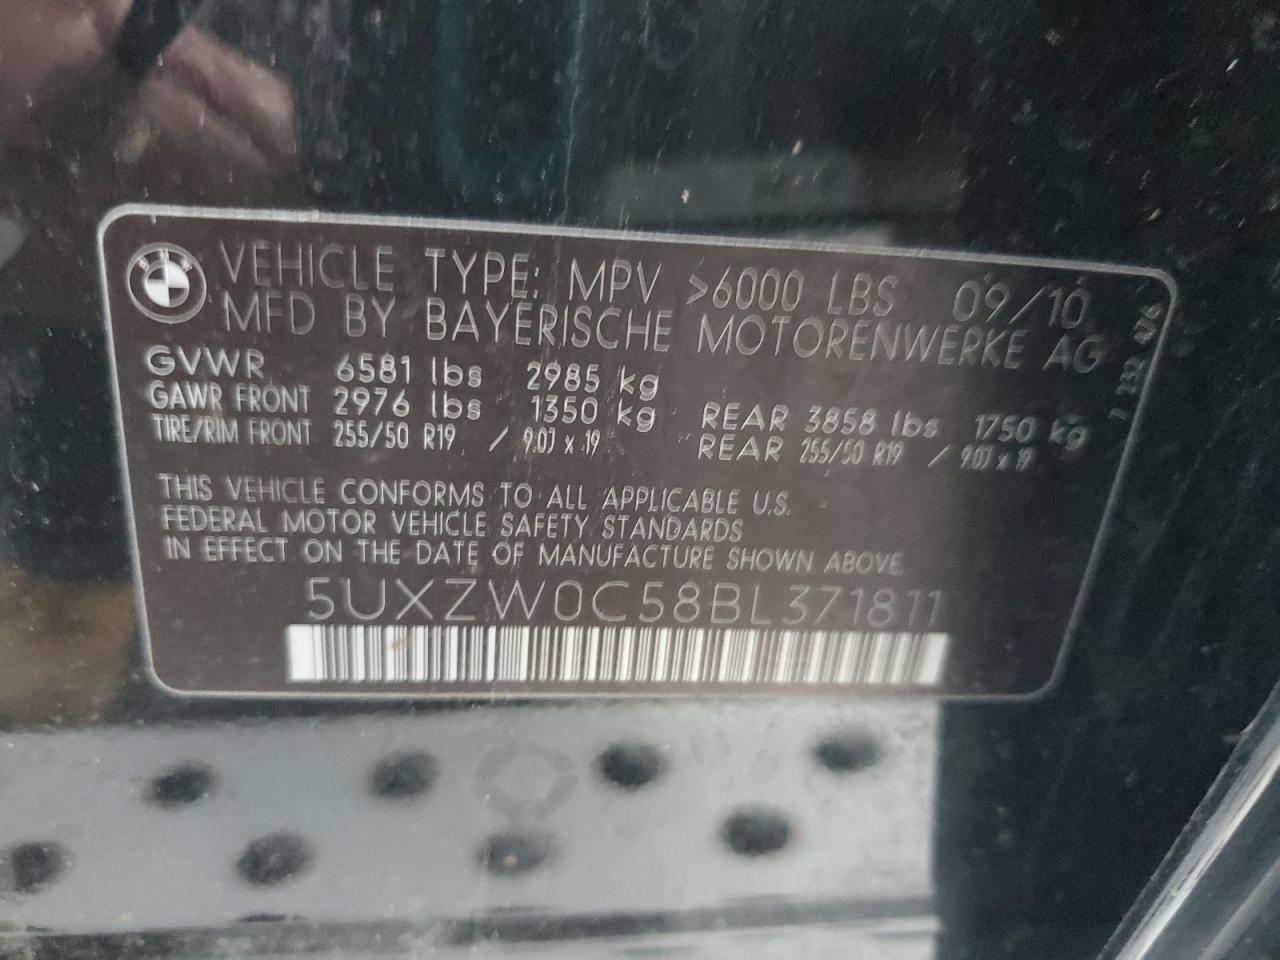 VEHICLE TYPE: MPV >6000 LBS 09/10
MFD BY BAYERISCHE MOTORENWERKE AG
GVWR 6581 lbs 2985 kg
GAWR FRONT 2976 lbs 1350 kg REAR 3858 lbs 1750 kg
TIRE/RIM FRONT 255/50 R19 / 9.0J x 19 REAR 255/50 R19 / 9.0J x 19
THIS VEHICLE CONFORMS TO ALL APPLICABLE U.S.
FEDERAL MOTOR VEHICLE SAFETY STANDARDS
IN EFFECT ON THE DATE OF MANUFACTURE SHOWN ABOVE.
5UXZW0C58BL371811